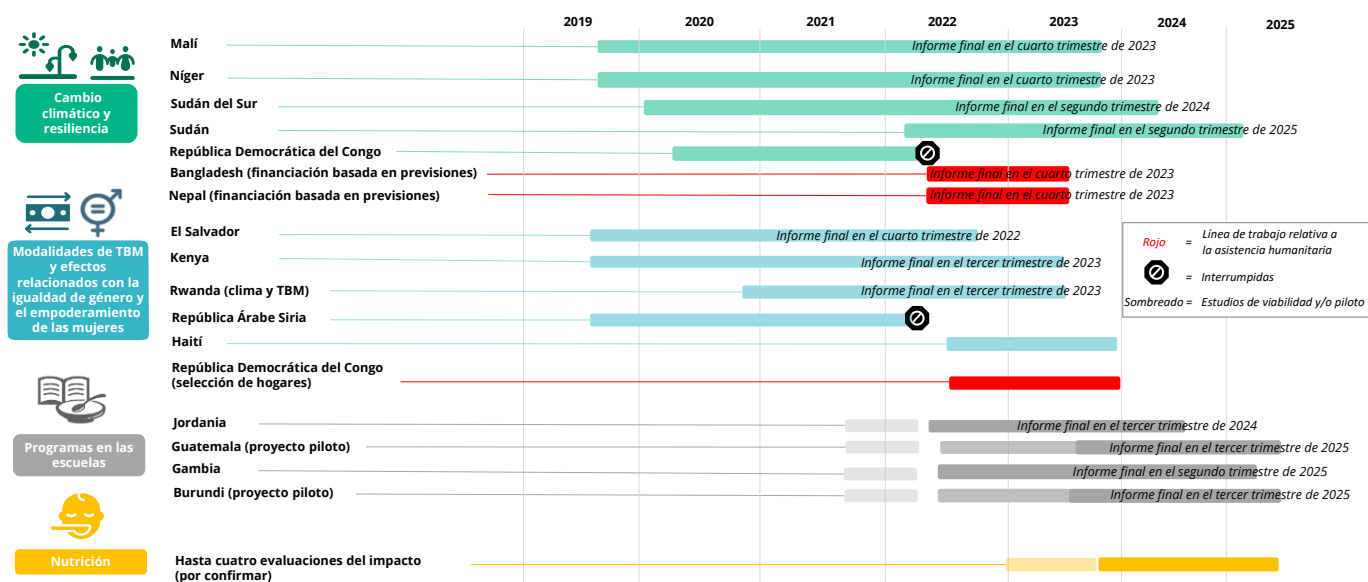 2019 2020 2021 2022 2023 2024 2025
Cambio
climático y
resiliencia
Malí
Informe final en el cuarto trimestre de 2023
Níger
Informe final en el cuarto trimestre de 2023
Sudán del Sur
Informe final en el segundo trimestre de 2024
Sudán
Informe final en el segundo trimestre de 2025
República Democrática del Congo
Bangladesh (financiación basada en previsiones)
Informe final en el cuarto trimestre de 2023
Nepal (financiación basada en previsiones)
Informe final en el cuarto trimestre de 2023
Modalidades de TBM
y efectos
relacionados con la
igualdad de género y
el empoderamiento
de las mujeres
El Salvador
Informe final en el cuarto trimestre de 2022
Kenya
Informe final en el tercer trimestre de 2023
Rwanda (clima y TBM)
Informe final en el tercer trimestre de 2023
República Árabe Siria
Haití
República Democrática del Congo
(selección de hogares)
Rojo = Línea de trabajo relativa a
la asistencia humanitaria
= Interrumpidas
Sombreado = Estudios de viabilidad y/o piloto
Programas en las
escuelas
Jordania
Informe final en el tercer trimestre de 2024
Guatemala (proyecto piloto)
Informe final en el tercer trimestre de 2025
Gambia
Informe final en el segundo trimestre de 2025
Burundi (proyecto piloto)
Informe final en el tercer trimestre de 2025
Nutrición
Hasta cuatro evaluaciones del impacto
(por confirmar)